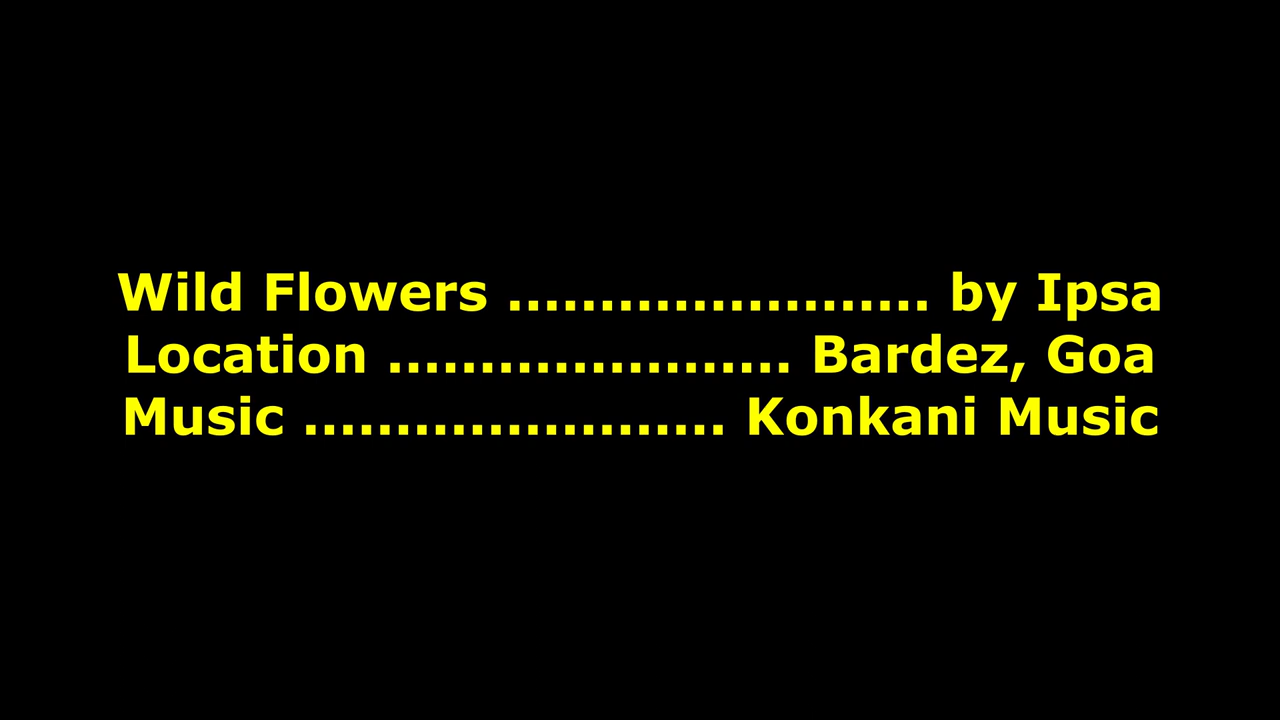 Wild Flowers ....................... by Ipsa
Location ...................... Bardez, Goa
Music ....................... Konkani Music